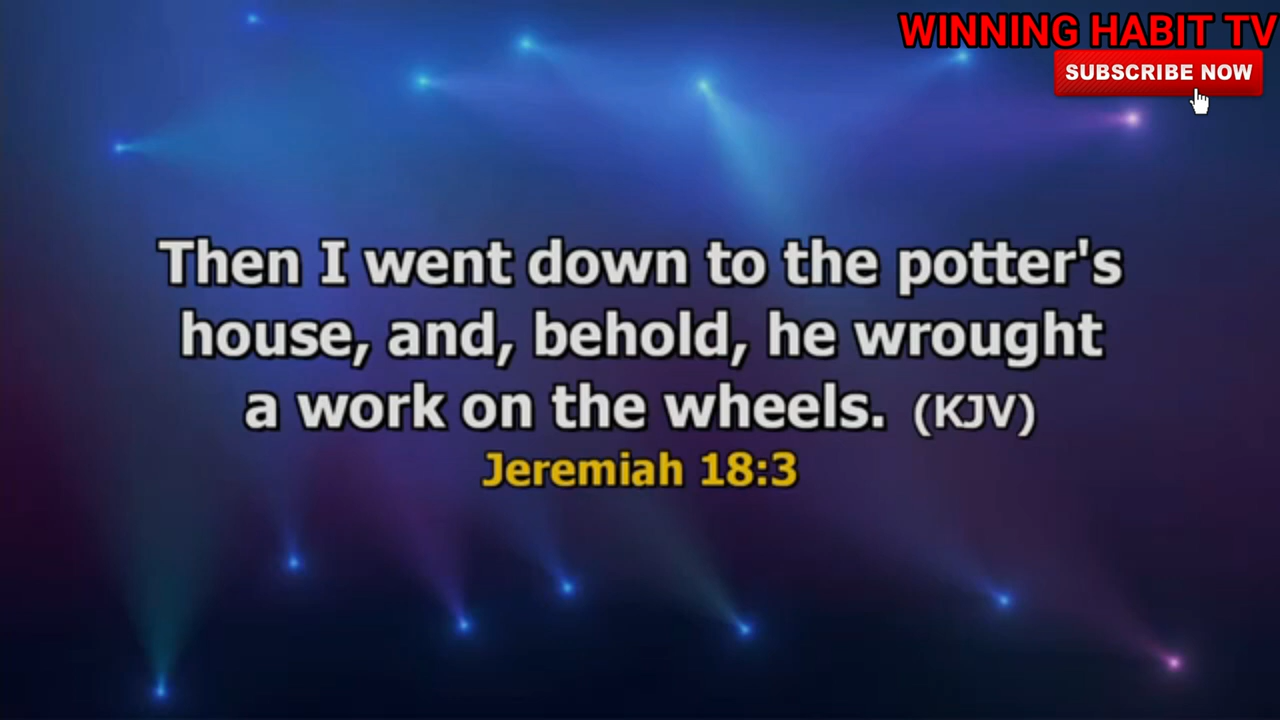 WINNING HABIT TV
SUBSCRIBE NOW
Then I went down to the potter's
house, and, behold, he wrought
a work on the wheels. (KJV)
Jeremiah 18:3